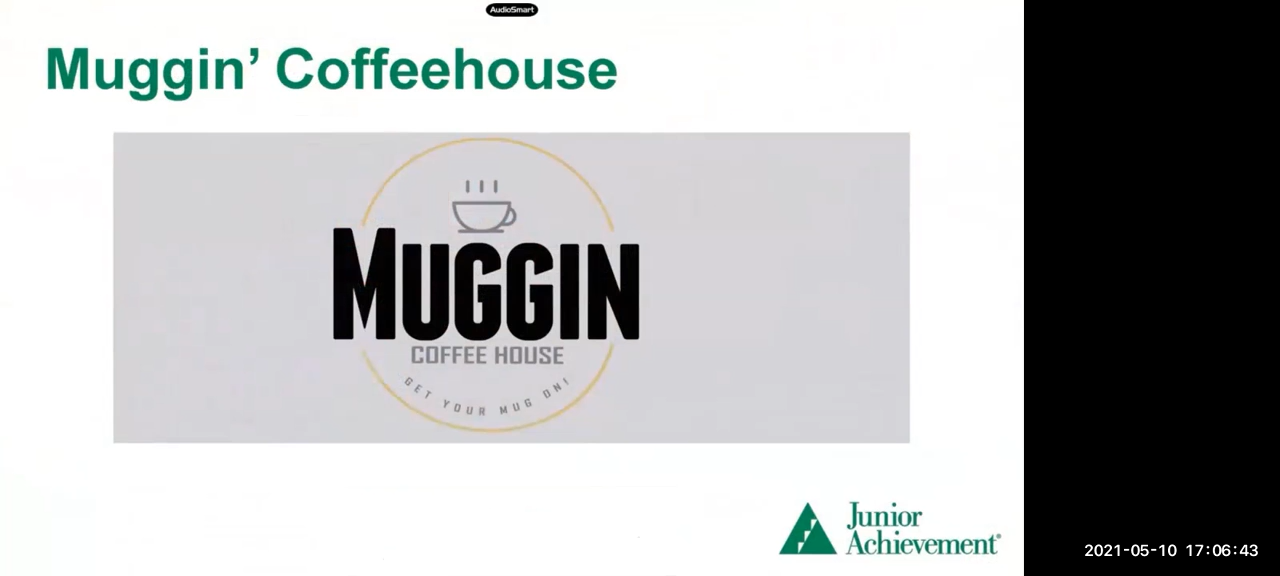 AudioSmart
Muggin’ Coffeehouse
MUGGIN
COFFEE HOUSE
GET YOUR MUG ON!
Junior
Achievement®
2021-05-10 17:06:43